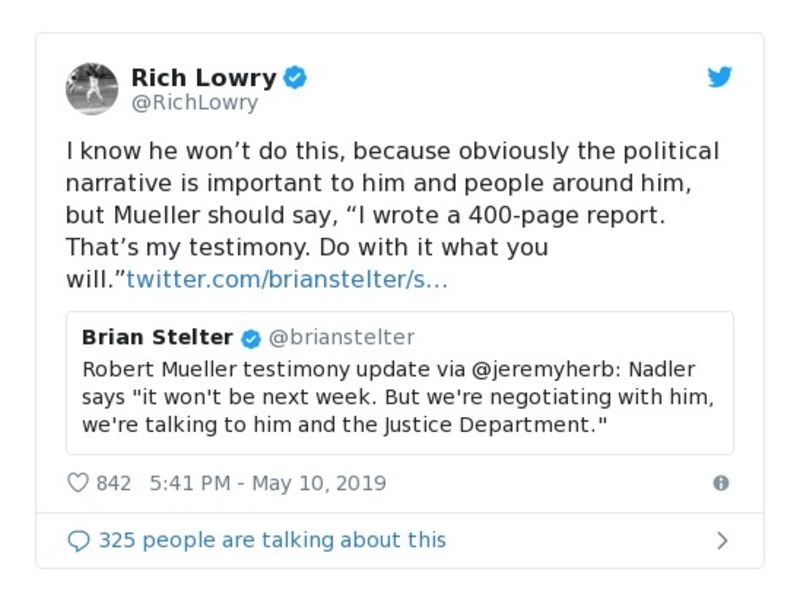 Rich Lowry
@RichLowry
I know he won’t do this, because obviously the political
narrative is important to him and people around him,
but Mueller should say, “I wrote a 400-page report.
That’s my testimony. Do with it what you
will.”twitter.com/brianstelter/s…
Brian Stelter @brianstelter
Robert Mueller testimony update via @jeremyherb: Nadler
says "it won't be next week. But we're negotiating with him,
we're talking to him and the Justice Department."
842 5:41 PM - May 10, 2019
325 people are talking about this